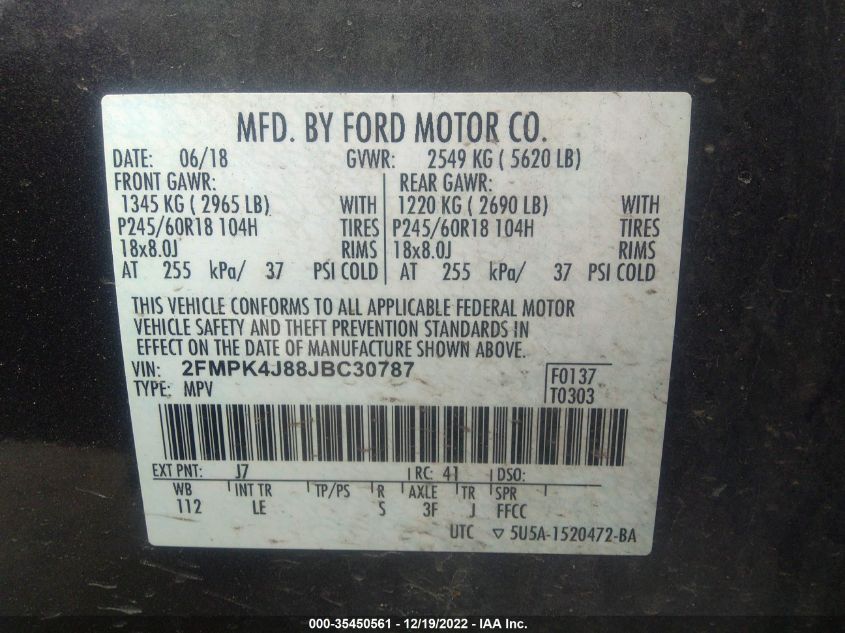 MFD. BY FORD MOTOR CO.
DATE: 06/18 GVWR: 2549 KG ( 5620 LB)
FRONT GAWR: REAR GAWR:
1345 KG ( 2965 LB) WITH 1220 KG ( 2690 LB) WITH
P245/60R18 104H TIRES P245/60R18 104H TIRES
18x8.0J RIMS 18x8.0J RIMS
AT 255 kPa/ 37 PSI COLD AT 255 kPa/ 37 PSI COLD
THIS VEHICLE CONFORMS TO ALL APPLICABLE FEDERAL MOTOR
VEHICLE SAFETY AND THEFT PREVENTION STANDARDS IN
EFFECT ON THE DATE OF MANUFACTURE SHOWN ABOVE.
VIN: 2FMPK4J88JBC30787 F0137
TYPE: MPV T0303
EXT PNT: J7 RC: 41 DSO:
WB INT TR TP/PS R AXLE TR SPR
112 LE S 3F J FFCC
UTC ▽ 5U5A-1520472-BA
000-35450561 - 12/19/2022 - IAA Inc.